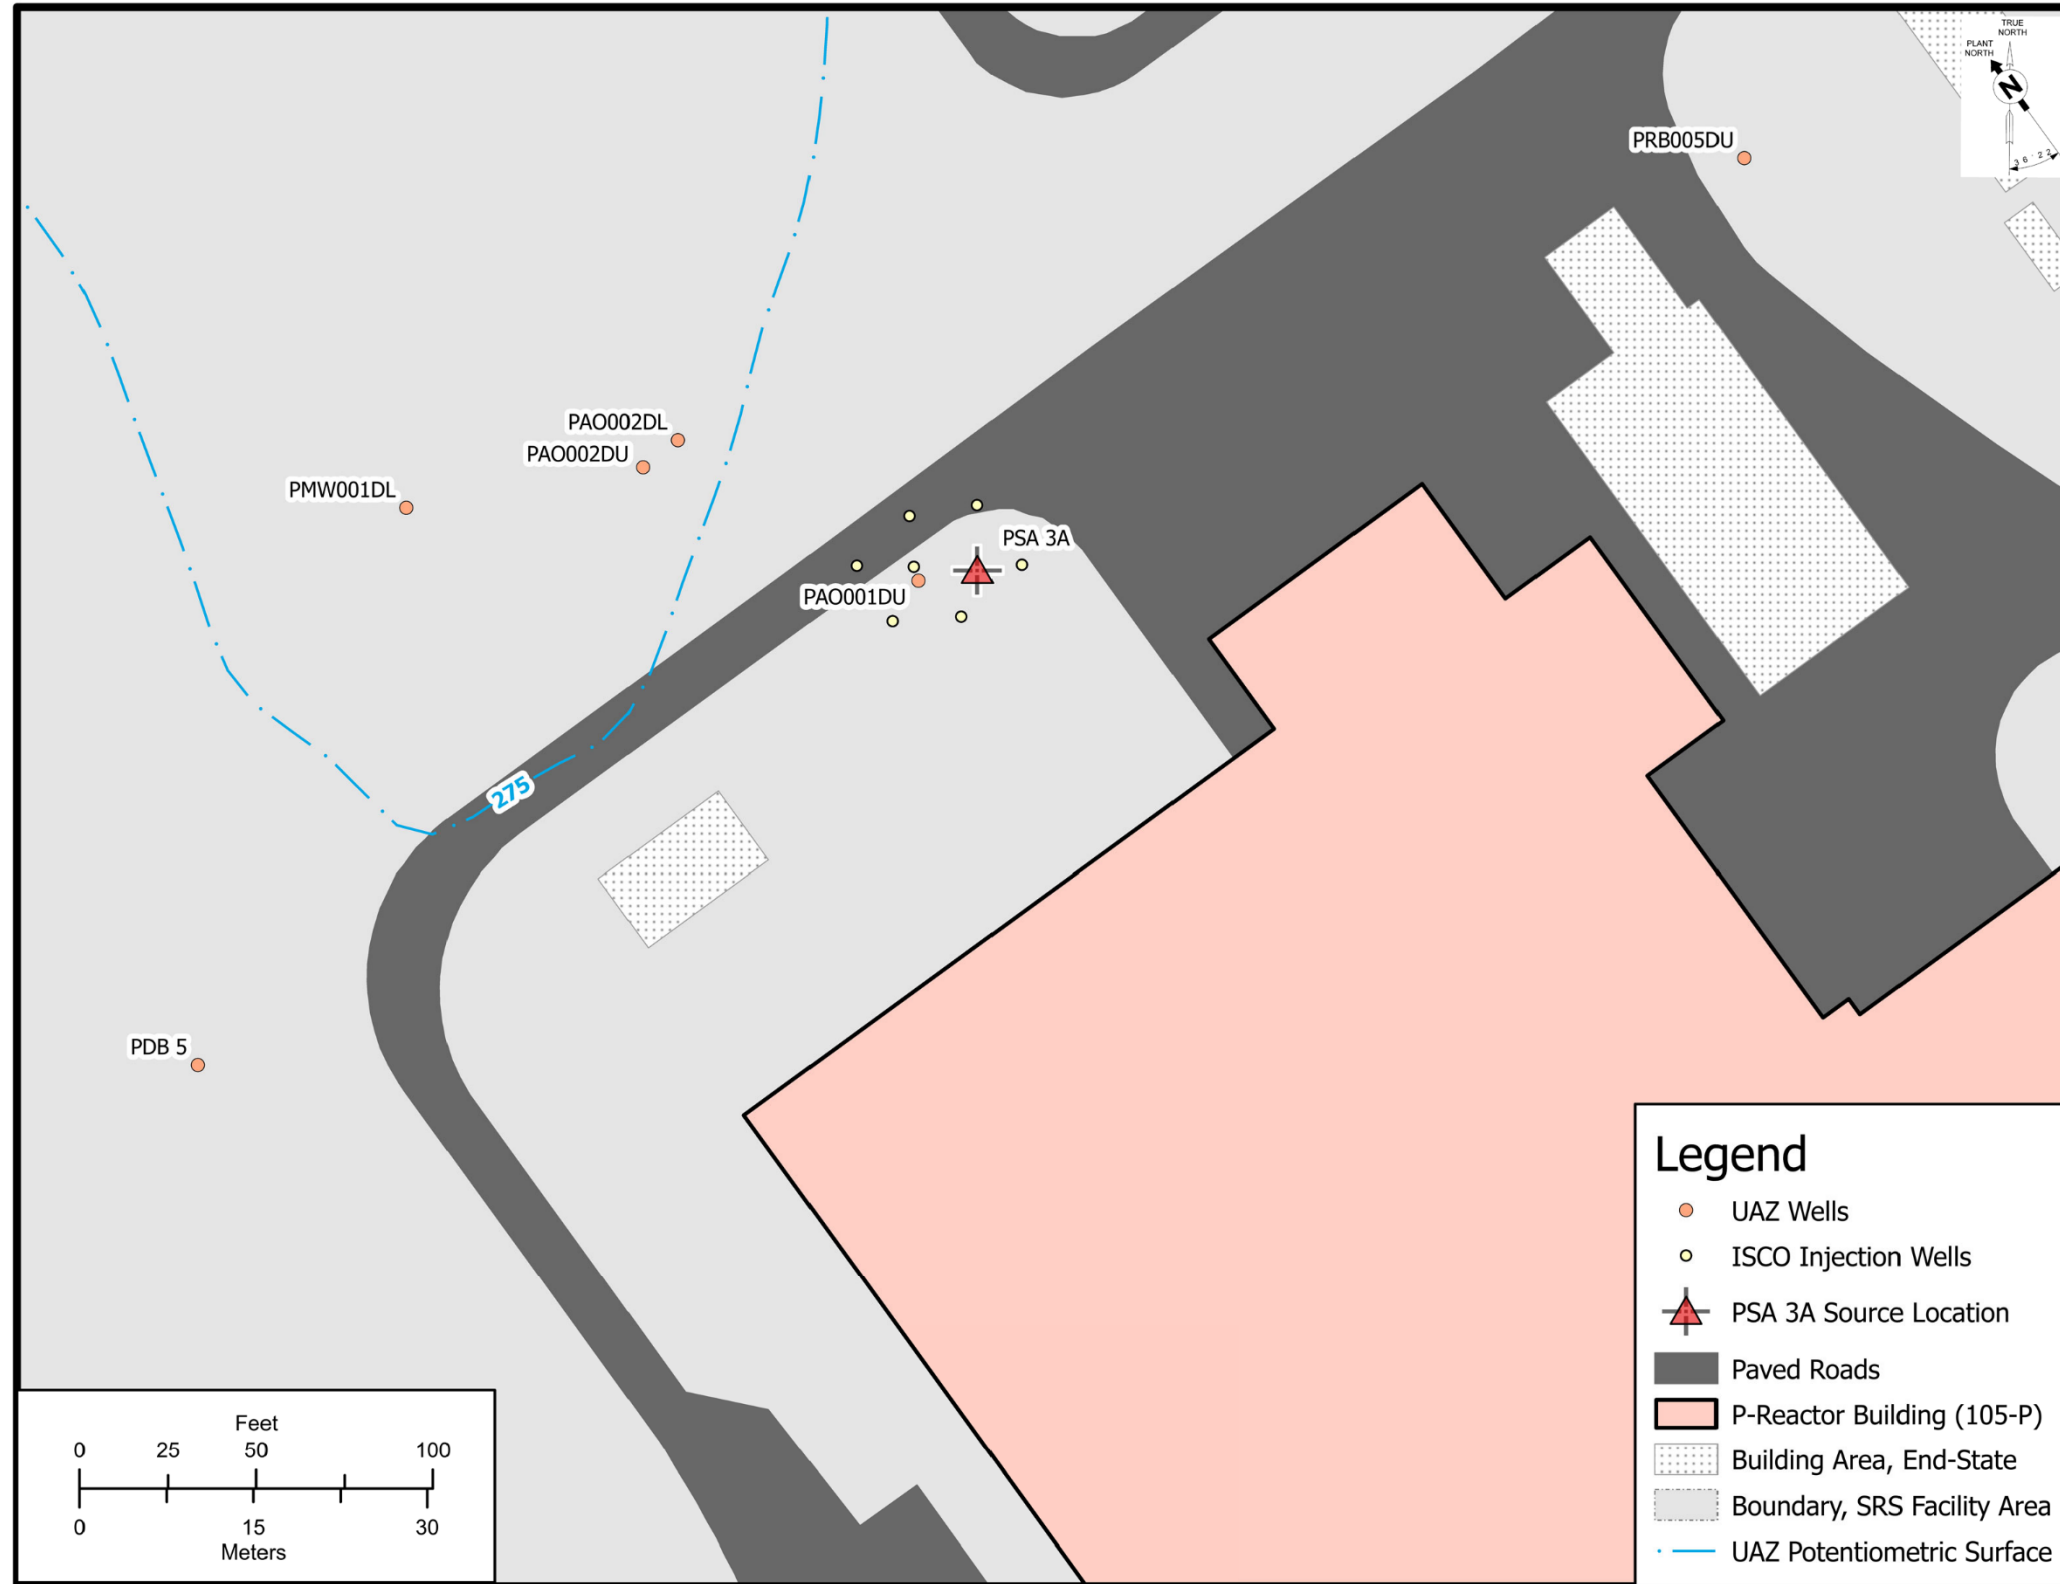 TRUE
NORTH
PLANT
NORTH
N
36.22
PRB005DU
PAO002DL
PAO002DU
PMW001DL
PSA 3A
PAO001DU
275
PDB 5
Legend
UAZ Wells
ISCO Injection Wells
PSA 3A Source Location
Paved Roads
P-Reactor Building (105-P)
Building Area, End-State
Boundary, SRS Facility Area
UAZ Potentiometric Surface
Feet
0 25 50 100
0 15 30
Meters